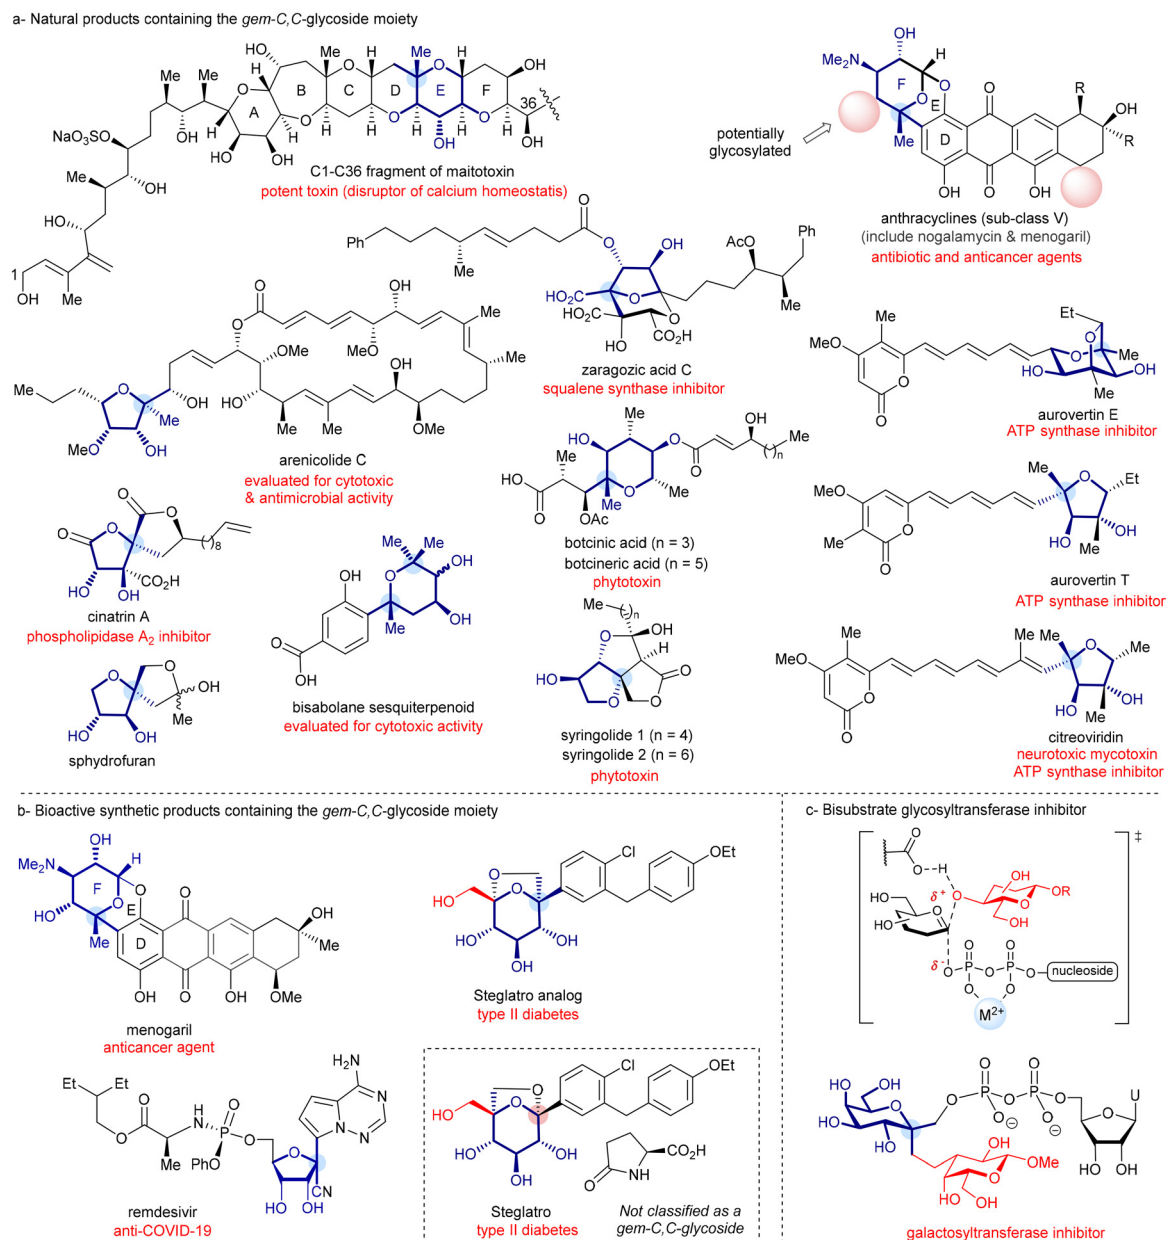 a- Natural products containing the gem-C,C-glycoside moiety
C1-C36 fragment of maitotoxin
potent toxin (disruptor of calcium homeostatis)
potentially
glycosylated
anthracyclines (sub-class V)
(include nogalamycin & menogaril)
antibiotic and anticancer agents
zaragozic acid C
squalene synthase inhibitor
arenicolide C
evaluated for cytotoxic
& antimicrobial activity
aurovertin E
ATP synthase inhibitor
botcinic acid (n = 3)
botcineric acid (n = 5)
phytotoxin
aurovertin T
ATP synthase inhibitor
cinatrin A
phospholipidase A2 inhibitor
bisabolane sesquiterpenoid
evaluated for cytotoxic activity
sphydrofuran
syringolide 1 (n = 4)
syringolide 2 (n = 6)
phytotoxin
citreoviridin
neurotoxic mycotoxin
ATP synthase inhibitor
b- Bioactive synthetic products containing the gem-C,C-glycoside moiety
menogaril
anticancer agent
Steglatro analog
type II diabetes
remdesivir
anti-COVID-19
Steglatro
type II diabetes
Not classified as a
gem-C,C-glycoside
c- Bisubstrate glycosyltransferase inhibitor
nucleoside
M2+
galactosyltransferase inhibitor